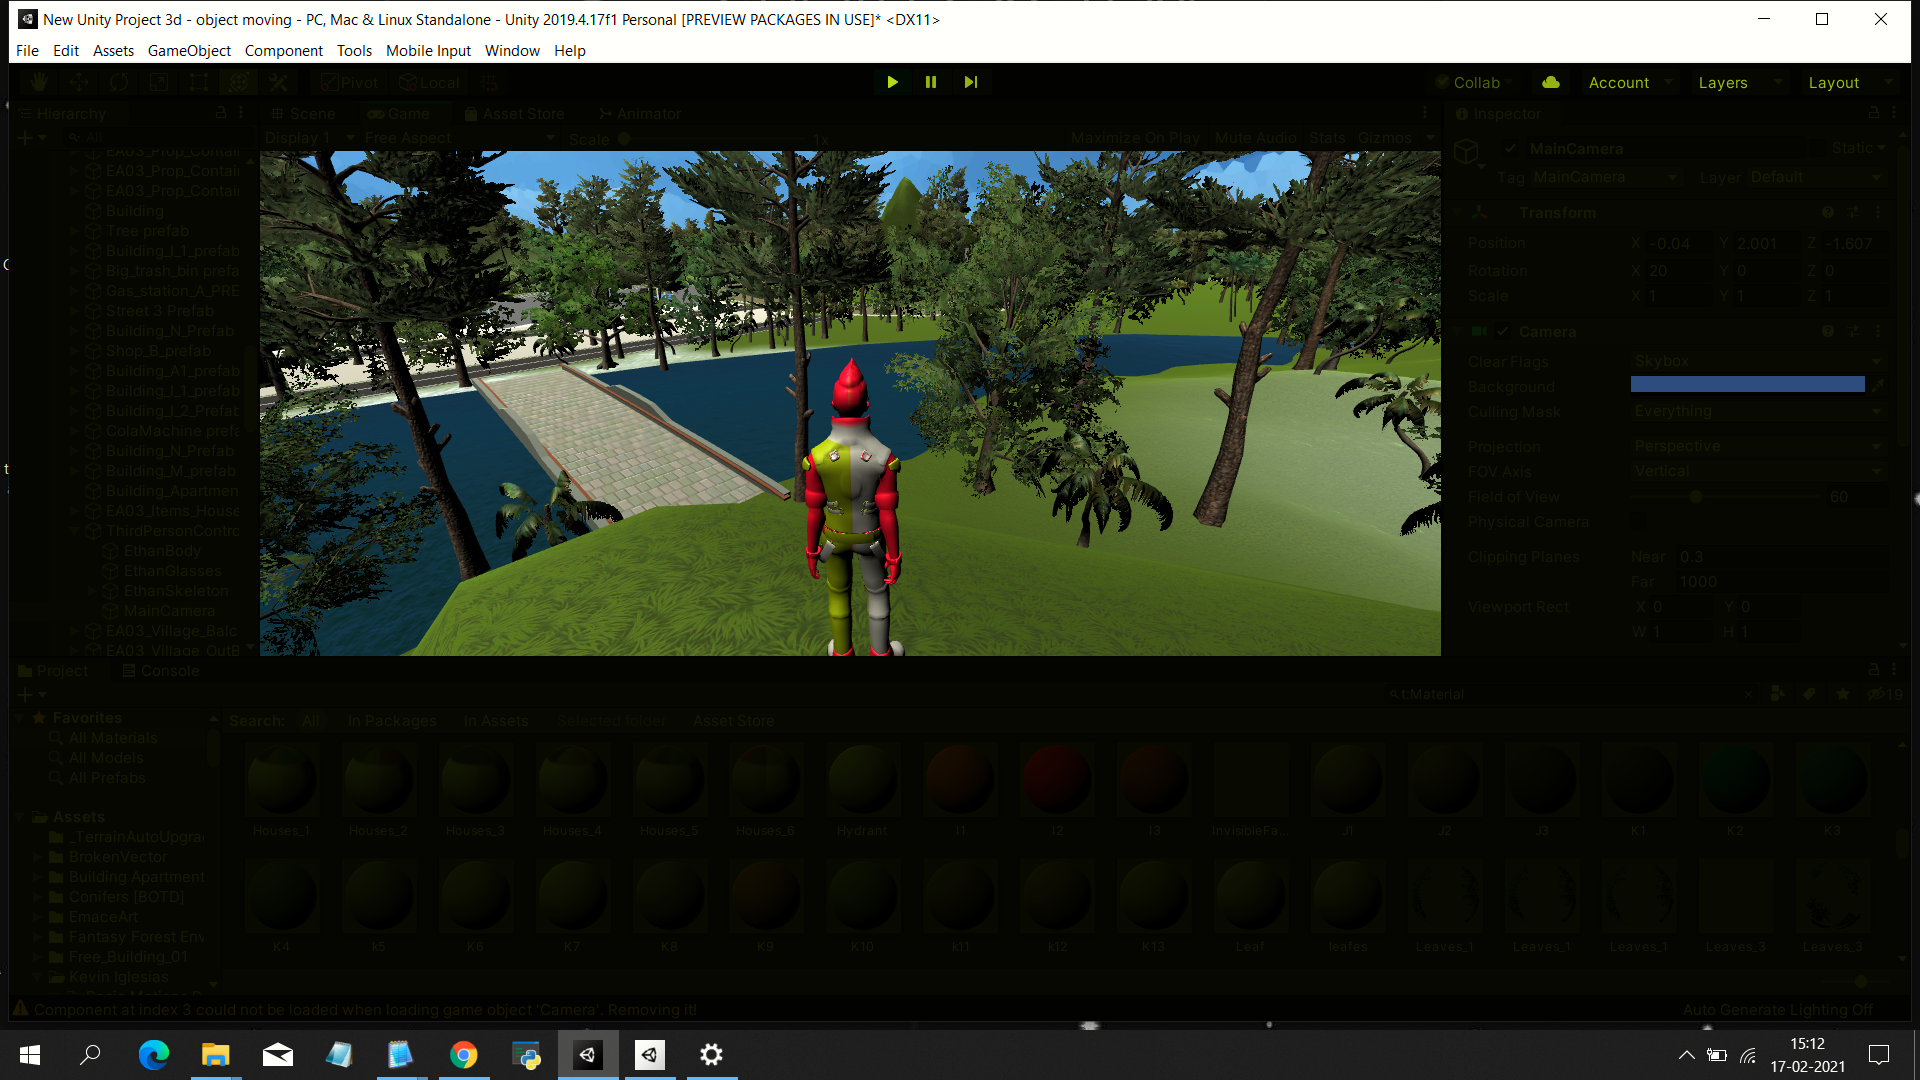 New Unity Project 3d - object moving - PC, Mac & Linux Standalone - Unity 2019.4.17f1 Personal [PREVIEW PACKAGES IN USE]* <DX11>
File Edit Assets GameObject Component Tools Mobile Input Window Help
Pivot Local Collab Account Layers Layout
Hierarchy Scene Game Asset Store Animator Inspector
All Display 1 Free Aspect Scale 1x Maximize On Play Mute Audio Stats Gizmos
EA03_Prop_Contai
EA03_Prop_Contai
EA03_Prop_Contai
Building
Tree prefab
Building_L1_prefab
Big_trash_bin prefa
Gas_station_A_PRE
Street 3 Prefab
Building_N_Prefab
Shop_B_prefab
Building_A1_prefab
Building_L1_prefab
Building_L2_Prefab
ColaMachine prefa
Building_N_Prefab
Building_M_prefab
Building_Apartmen
EA03_Items_House
ThirdPersonContro
EthanBody
EthanGlasses
EthanSkeleton
MainCamera
EA03_Village_Balc
EA03_Village_OutB
MainCamera Static
Tag MainCamera Layer Default
Transform
Position X -0.04 Y 2.001 Z -1.607
Rotation X 20 Y 0 Z 0
Scale X 1 Y 1 Z 1
Camera
Clear Flags Skybox
Background
Culling Mask Everything
Projection Perspective
FOV Axis Vertical
Field of View 60
Physical Camera
Clipping Planes Near 0.3
Far 1000
Viewport Rect X 0 Y 0
W 1 H 1
Project Console
t:Material 19
Favorites
All Materials
All Models
All Prefabs
Assets
_TerrainAutoUpgra
BrokenVector
Building Apartment
Conifers [BOTD]
EmaceArt
Fantasy Forest Env
Free_Building_01
Kevin Iglesias
Search: All In Packages In Assets Selected folder Asset Store
Houses_1 Houses_2 Houses_3 Houses_4 Houses_5 Houses_6 Hydrant I1 I2 I3 InvisibleFa... J1 J2 J3 K1 K2 K3
K4 k5 K6 K7 K8 K9 K10 k11 k12 K13 Leaf leafes Leaves_1 Leaves_1 Leaves_1 Leaves_3 Leaves_3
Component at index 3 could not be loaded when loading game object 'Camera'. Removing it! Auto Generate Lighting Off
15:12
17-02-2021